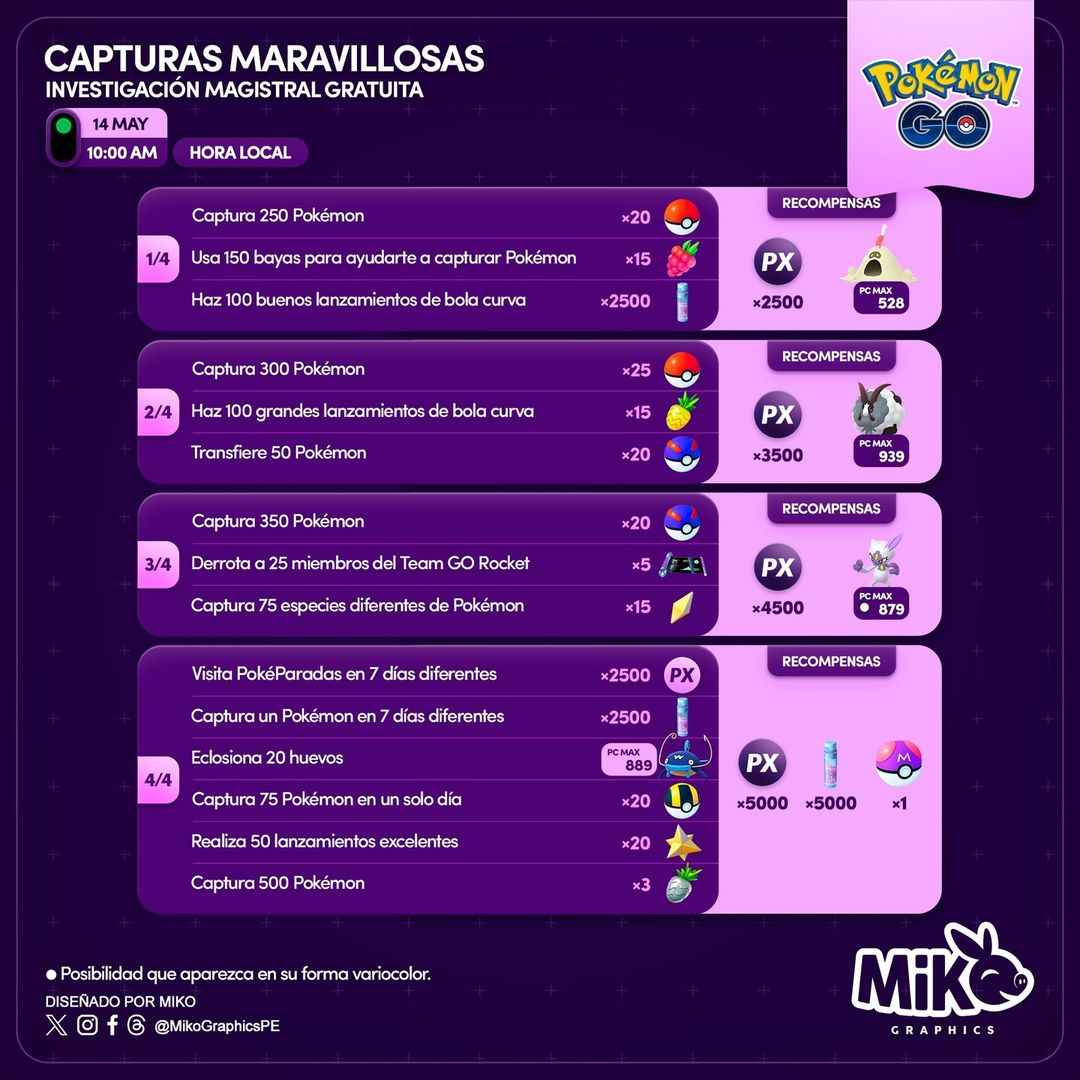 CAPTURAS MARAVILLOSAS
INVESTIGACIÓN MAGISTRAL GRATUITA
14 MAY
10:00 AM
HORA LOCAL
POKÉMON
GO
1/4
Captura 250 Pokémon ×20
Usa 150 bayas para ayudarte a capturar Pokémon ×15
Haz 100 buenos lanzamientos de bola curva ×2500
RECOMPENSAS
PX
×2500
PC MAX
528
2/4
Captura 300 Pokémon ×25
Haz 100 grandes lanzamientos de bola curva ×15
Transfiere 50 Pokémon ×20
RECOMPENSAS
PX
×3500
PC MAX
939
3/4
Captura 350 Pokémon ×20
Derrota a 25 miembros del Team GO Rocket ×5
Captura 75 especies diferentes de Pokémon ×15
RECOMPENSAS
PX
×4500
PC MAX
● 879
4/4
Visita PokéParadas en 7 días diferentes ×2500 PX
Captura un Pokémon en 7 días diferentes ×2500
Eclosiona 20 huevos PC MAX 889
Captura 75 Pokémon en un solo día ×20
Realiza 50 lanzamientos excelentes ×20
Captura 500 Pokémon ×3
RECOMPENSAS
PX M
×5000 ×5000 ×1
● Posibilidad que aparezca en su forma variocolor.
DISEÑADO POR MIKO
@MikoGraphicsPE
MiKO
GRAPHICS